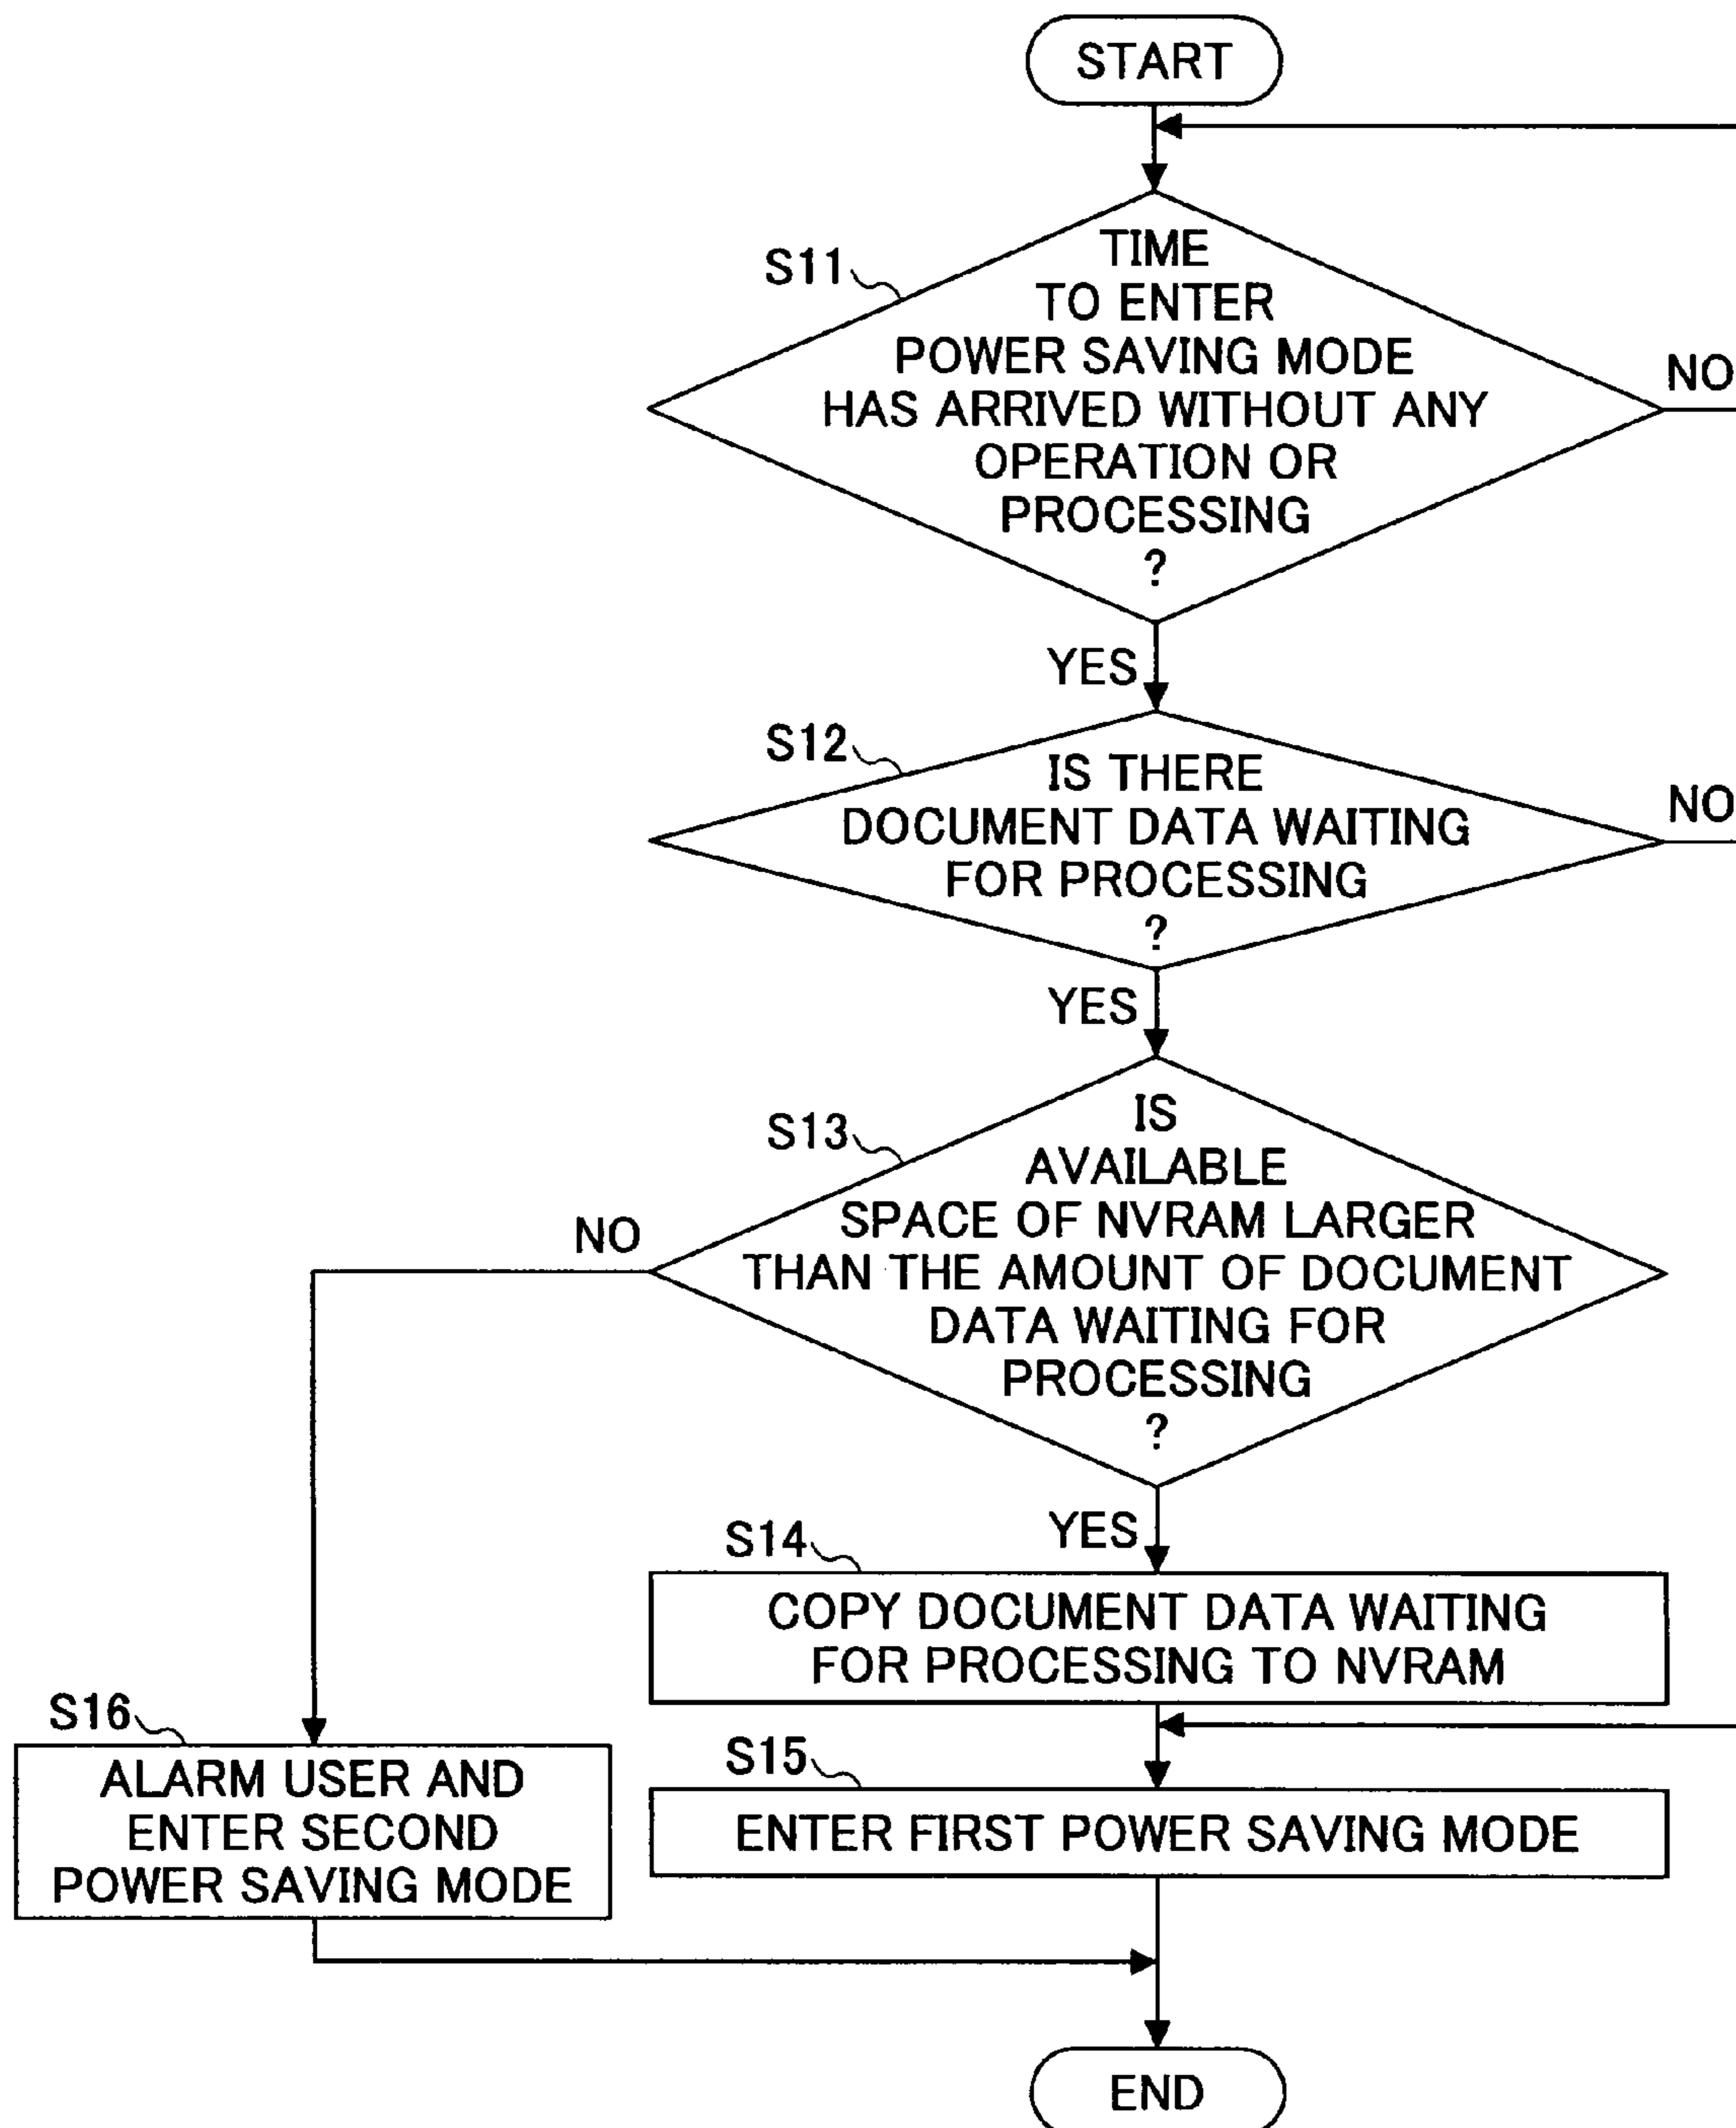 START
S11
TIME
TO ENTER
POWER SAVING MODE
HAS ARRIVED WITHOUT ANY
OPERATION OR
PROCESSING
?
NO
YES
S12
IS THERE
DOCUMENT DATA WAITING
FOR PROCESSING
?
NO
YES
S13
IS
AVAILABLE
SPACE OF NVRAM LARGER
THAN THE AMOUNT OF DOCUMENT
DATA WAITING FOR
PROCESSING
?
NO
YES
S14
COPY DOCUMENT DATA WAITING
FOR PROCESSING TO NVRAM
S16
ALARM USER AND
ENTER SECOND
POWER SAVING MODE
S15
ENTER FIRST POWER SAVING MODE
END